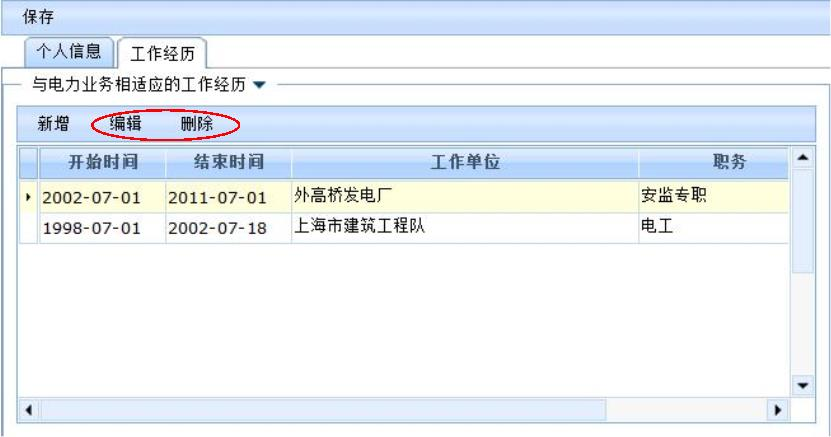 保存
个人信息 工作经历
与电力业务相适应的工作经历
新增 编辑 删除
开始时间 结束时间 工作单位 职务
2002-07-01 2011-07-01 外高桥发电厂 安监专职
1998-07-01 2002-07-18 上海市建筑工程队 电工